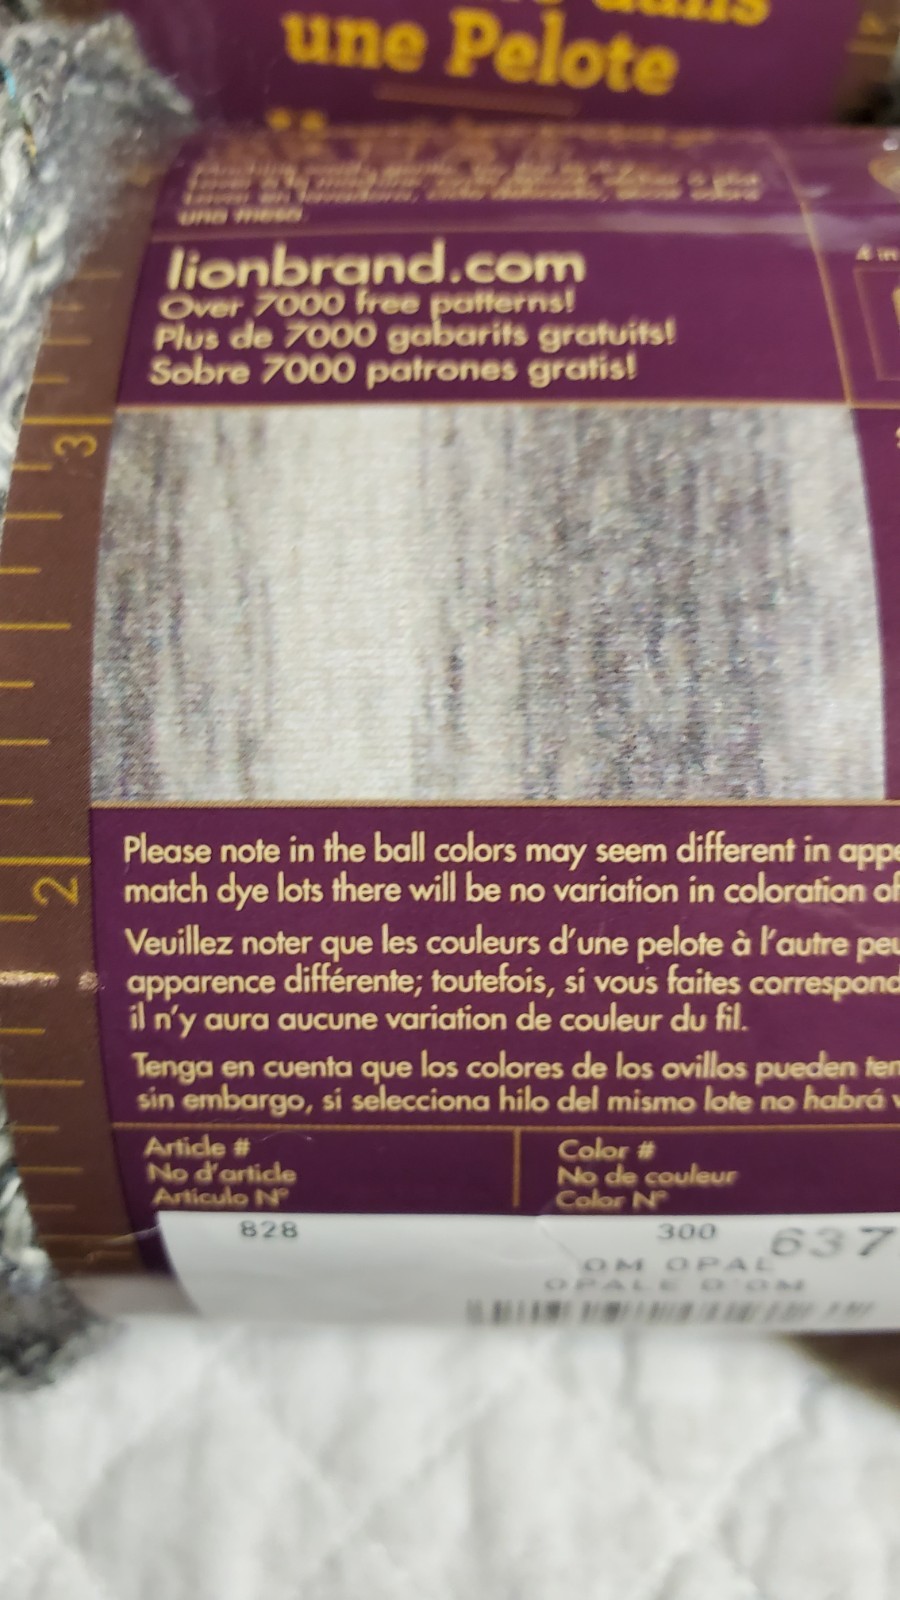 dans
une Pelote
una mesa.
lionbrand.com
Over 7000 free patterns!
Plus de 7000 gabarits gratuits!
Sobre 7000 patrones gratis!
3
Please note in the ball colors may seem different in appe
match dye lots there will be no variation in coloration of
2
Veuillez noter que les couleurs d'une pelote à l'autre peu
apparence différente; toutefois, si vous faites correspond
il n'y aura aucune variation de couleur du fil.
Tenga en cuenta que los colores de los ovillos pueden ten
sin embargo, si selecciona hilo del mismo lote no habrá v
Article # Color #
No d'article No de couleur
Artículo N° Color N°
828 300 637
OM OPAL
OPALE D'OM